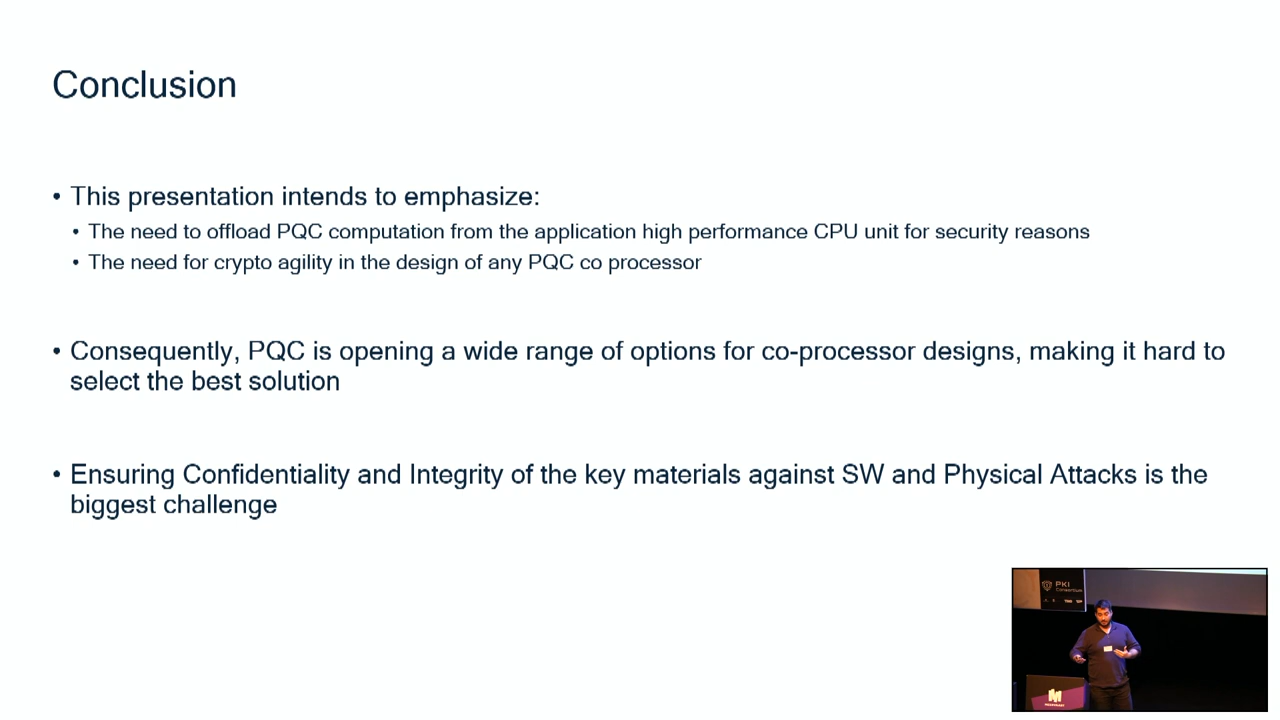 Conclusion
• This presentation intends to emphasize:
• The need to offload PQC computation from the application high performance CPU unit for security reasons
• The need for crypto agility in the design of any PQC co processor
• Consequently, PQC is opening a wide range of options for co-processor designs, making it hard to
select the best solution
• Ensuring Confidentiality and Integrity of the key materials against SW and Physical Attacks is the
biggest challenge
PKI
Consortium